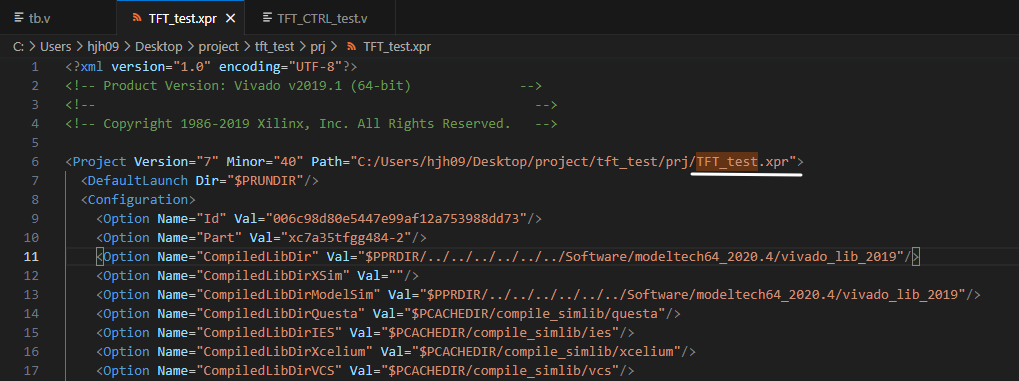 tb.v TFT_test.xpr TFT_CTRL_test.v
C: > Users > hjh09 > Desktop > project > tft_test > prj > TFT_test.xpr
1 <?xml version="1.0" encoding="UTF-8"?>
2 <!-- Product Version: Vivado v2019.1 (64-bit) -->
3 <!-- -->
4 <!-- Copyright 1986-2019 Xilinx, Inc. All Rights Reserved. -->
5
6 <Project Version="7" Minor="40" Path="C:/Users/hjh09/Desktop/project/tft_test/prj/TFT_test.xpr">
7 <DefaultLaunch Dir="$PRUNDIR"/>
8 <Configuration>
9 <Option Name="Id" Val="006c98d80e5447e99af12a753988dd73"/>
10 <Option Name="Part" Val="xc7a35tfgg484-2"/>
11 <Option Name="CompiledLibDir" Val="$PPRDIR/../../../../../../Software/modeltech64_2020.4/vivado_lib_2019"/>
12 <Option Name="CompiledLibDirXSim" Val=""/>
13 <Option Name="CompiledLibDirModelSim" Val="$PPRDIR/../../../../../../Software/modeltech64_2020.4/vivado_lib_2019"/>
14 <Option Name="CompiledLibDirQuesta" Val="$PCACHEDIR/compile_simlib/questa"/>
15 <Option Name="CompiledLibDirIES" Val="$PCACHEDIR/compile_simlib/ies"/>
16 <Option Name="CompiledLibDirXcelium" Val="$PCACHEDIR/compile_simlib/xcelium"/>
17 <Option Name="CompiledLibDirVCS" Val="$PCACHEDIR/compile_simlib/vcs"/>